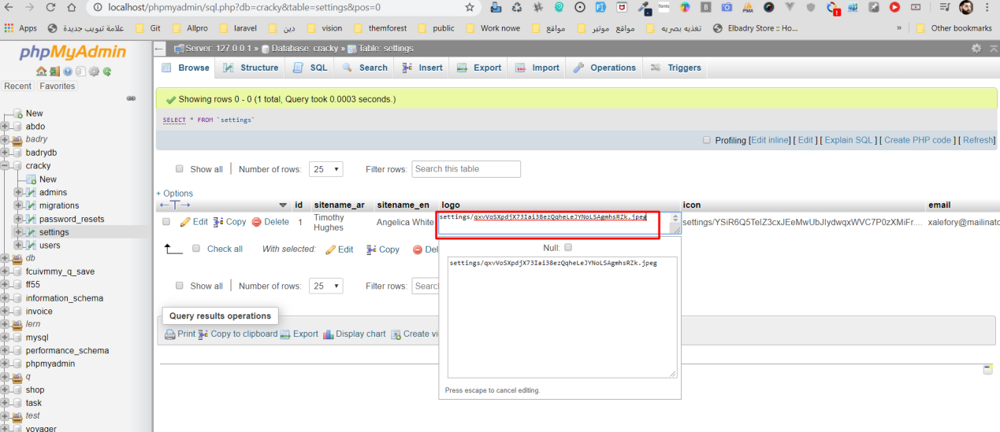 localhost/phpmyadmin/sql.php?db=cracky&table=settings&pos=0
Apps علامة تبويب جديدة Git Allpro laravel دين vision themforest public Work nowe مواقع مواقع موتير تغذيه بصريه Elbadry Store :: Ho... » Other bookmarks
phpMyAdmin
Recent Favorites
New
abdo
badry
badrydb
cracky
New
admins
migrations
password_resets
settings
users
db
fcuivmmy_q_save
ff55
information_schema
invoice
lern
mysql
performance_schema
phpmyadmin
q
shop
task
test
voyager
Server: 127.0.0.1 » Database: cracky » Table: settings
Browse Structure SQL Search Insert Export Import Operations Triggers
Showing rows 0 - 0 (1 total, Query took 0.0003 seconds.)
SELECT * FROM `settings`
Profiling [Edit inline] [ Edit ] [ Explain SQL ] [ Create PHP code ] [ Refresh]
Show all Number of rows: 25 Filter rows: Search this table
+ Options
←T→ id sitename_ar sitename_en logo icon email
Edit Copy Delete 1 Timothy Hughes Angelica White settings/qxvVoSXpdjX73Iai38ezQqheLeJYNoLSAgmhsRZk.jpeg settings/YSiR6Q5TelZ3cxJEeMwUbJIydwqxWVC7P0zXMiFr.... xalefory@mailinato
Check all With selected: Edit Copy Del
Null:
settings/qxvVoSXpdjX73Iai38ezQqheLeJYNoLSAgmhsRZk.jpeg
Press escape to cancel editing.
Show all Number of rows: 25 Filter rows: Searc
Query results operations
Print Copy to clipboard Export Display chart Create vi